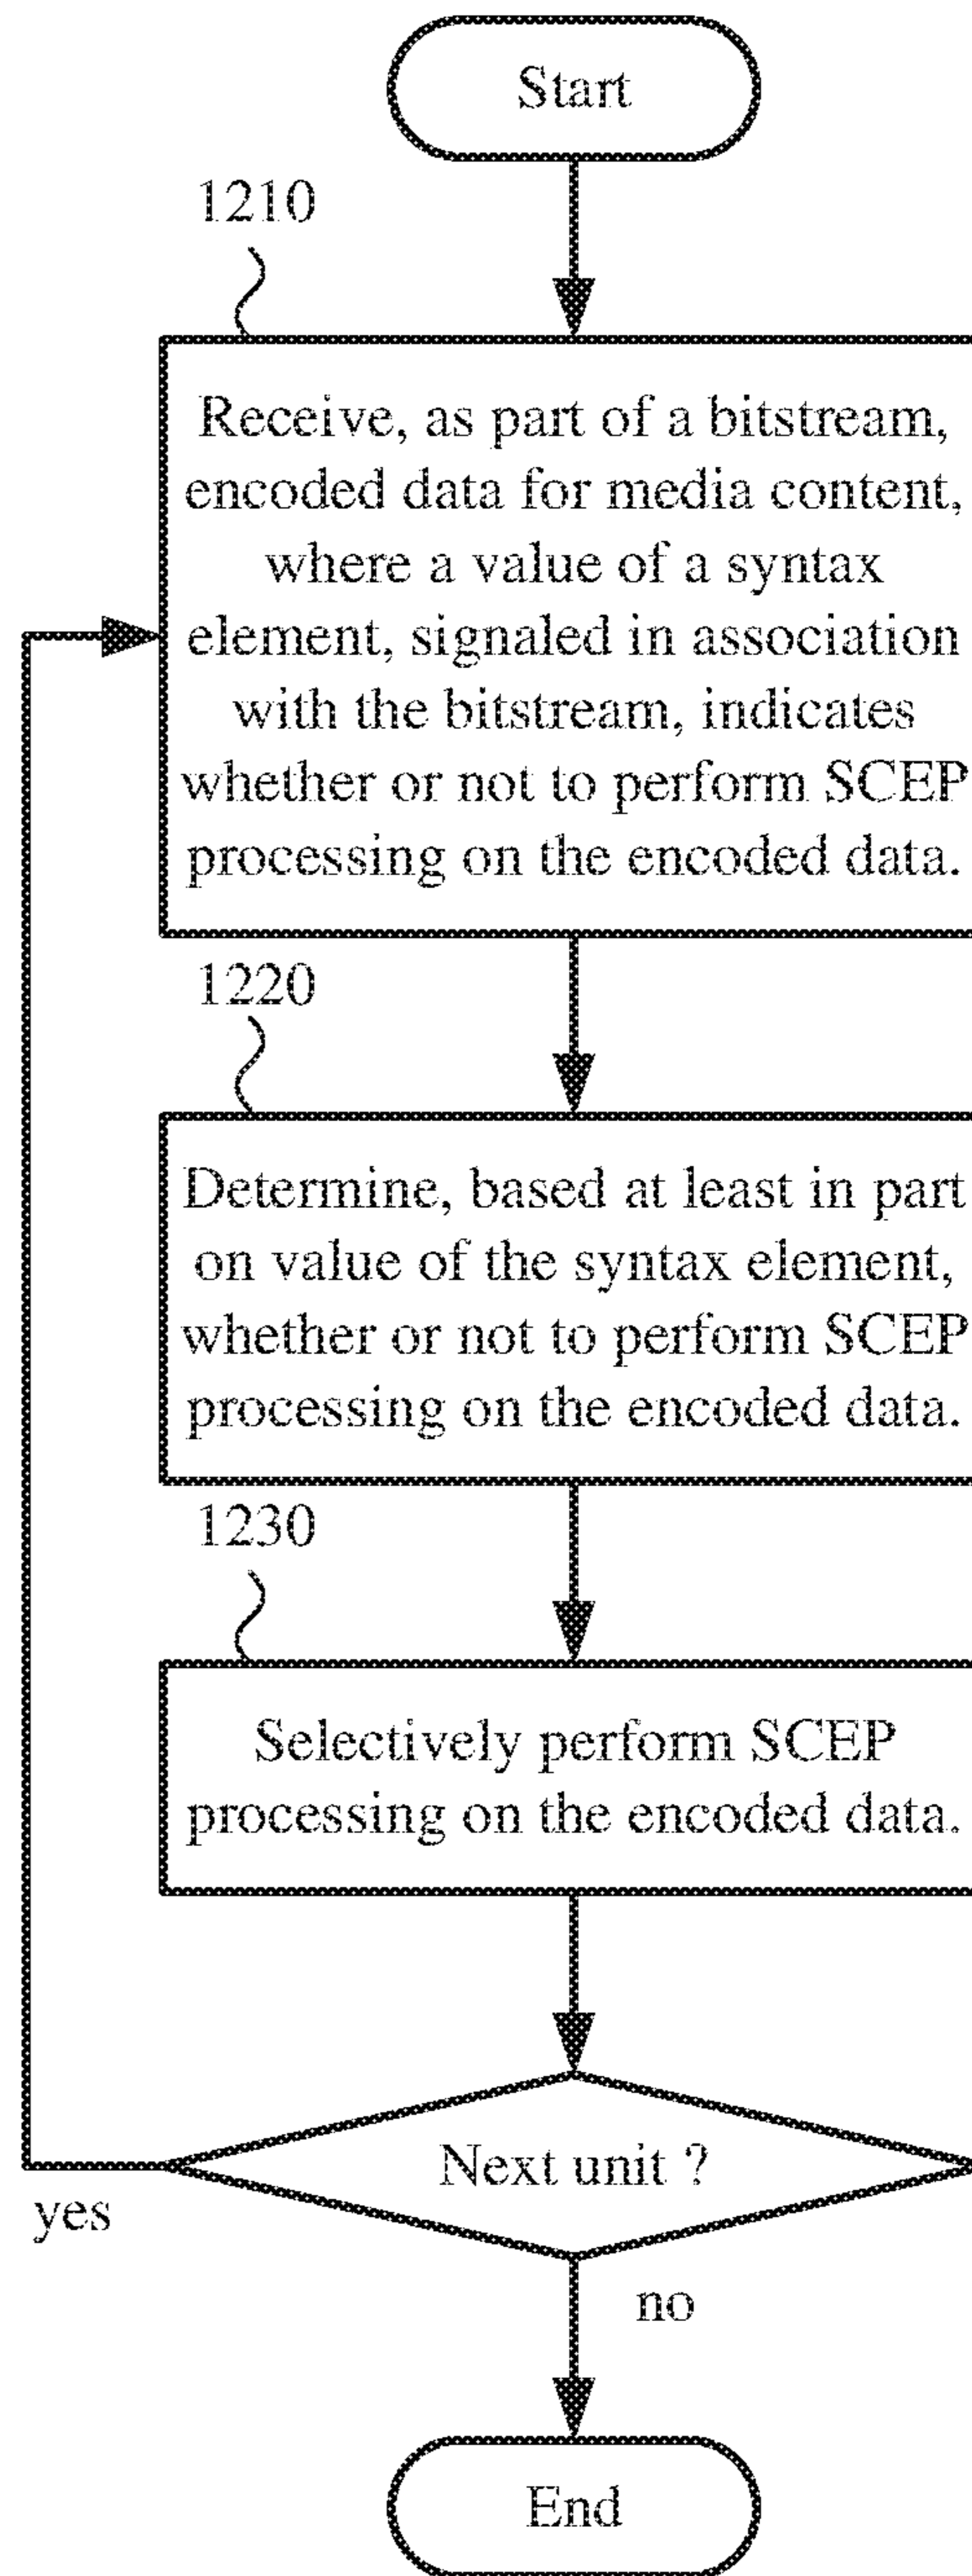 Start
1210
Receive, as part of a bitstream,
encoded data for media content,
where a value of a syntax
element, signaled in association
with the bitstream, indicates
whether or not to perform SCEP
processing on the encoded data.
1220
Determine, based at least in part
on value of the syntax element,
whether or not to perform SCEP
processing on the encoded data.
1230
Selectively perform SCEP
processing on the encoded data.
Next unit ?
yes
no
End